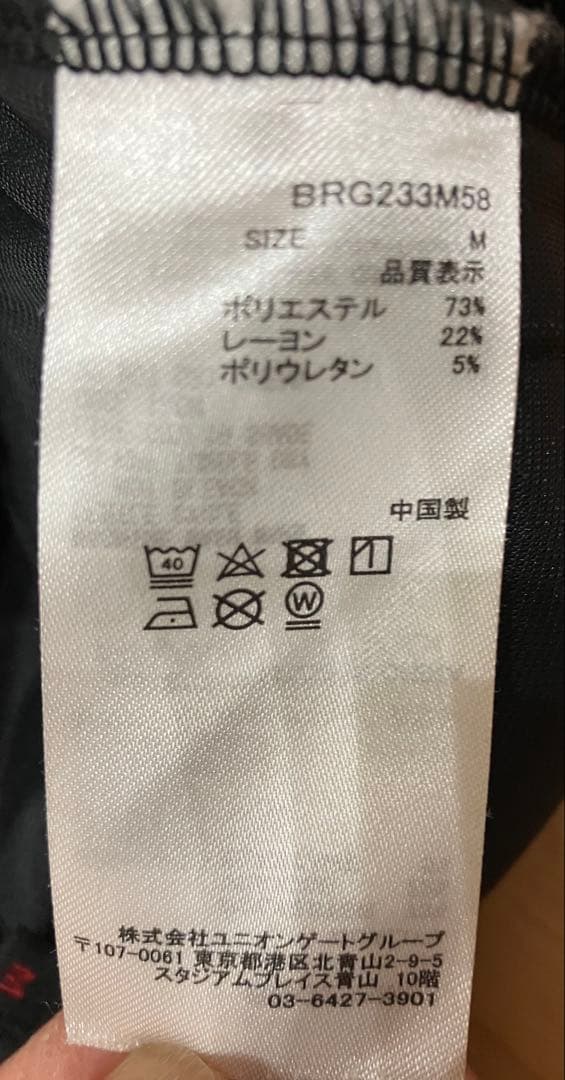 BRG233M58
SIZE M
品質表示
ポリエステル 73%
レーヨン 22%
ポリウレタン 5%
中国製
40
W
株式会社ユニオンゲートグループ
〒107-0061 東京都港区北青山2-9-5
スタジアムプレイス青山 10階
03-6427-3901